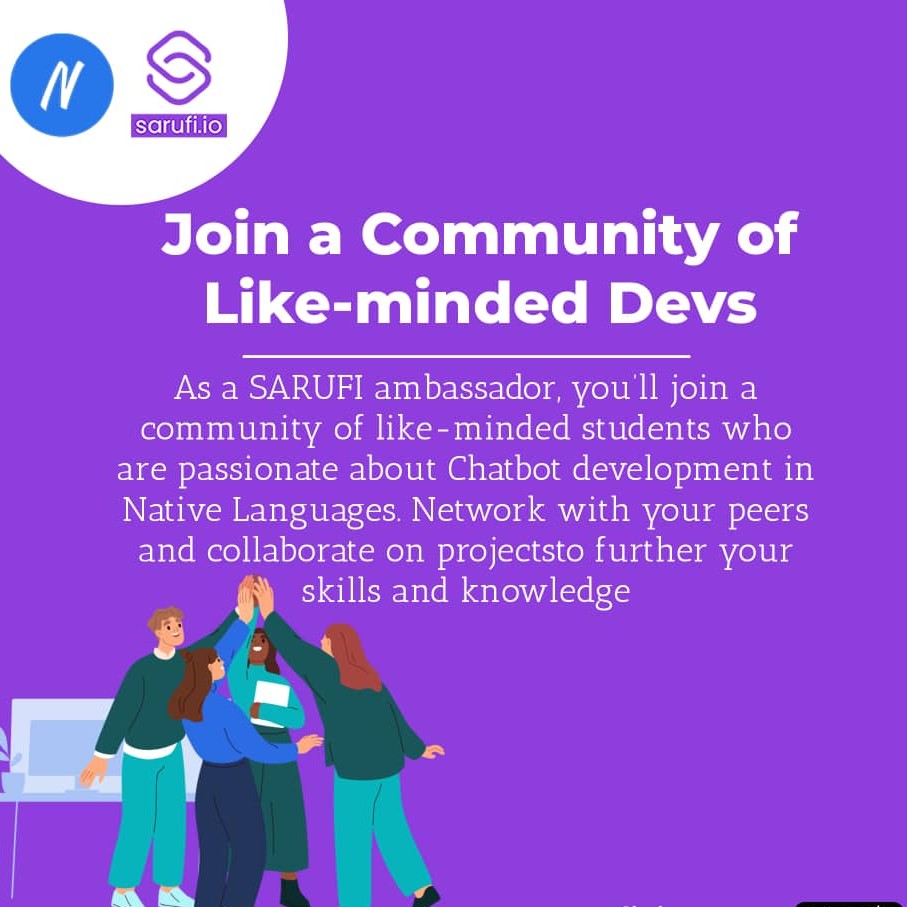 N
sarufi.io
Join a Community of
Like-minded Devs
As a SARUFI ambassador, you'll join a
community of like-minded students who
are passionate about Chatbot development in
Native Languages. Network with your peers
and collaborate on projectsto further your
skills and knowledge